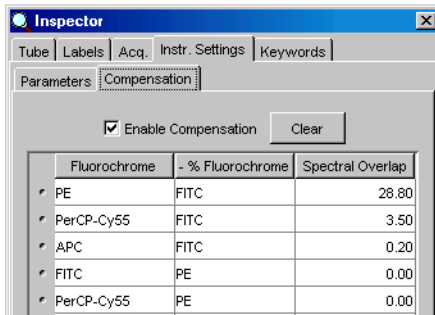 Inspector
Tube Labels Acq. Instr. Settings Keywords
Parameters Compensation
Enable Compensation Clear
Fluorochrome - % Fluorochrome Spectral Overlap
PE FITC 28.80
PerCP-Cy55 FITC 3.50
APC FITC 0.20
FITC PE 0.00
PerCP-Cy55 PE 0.00